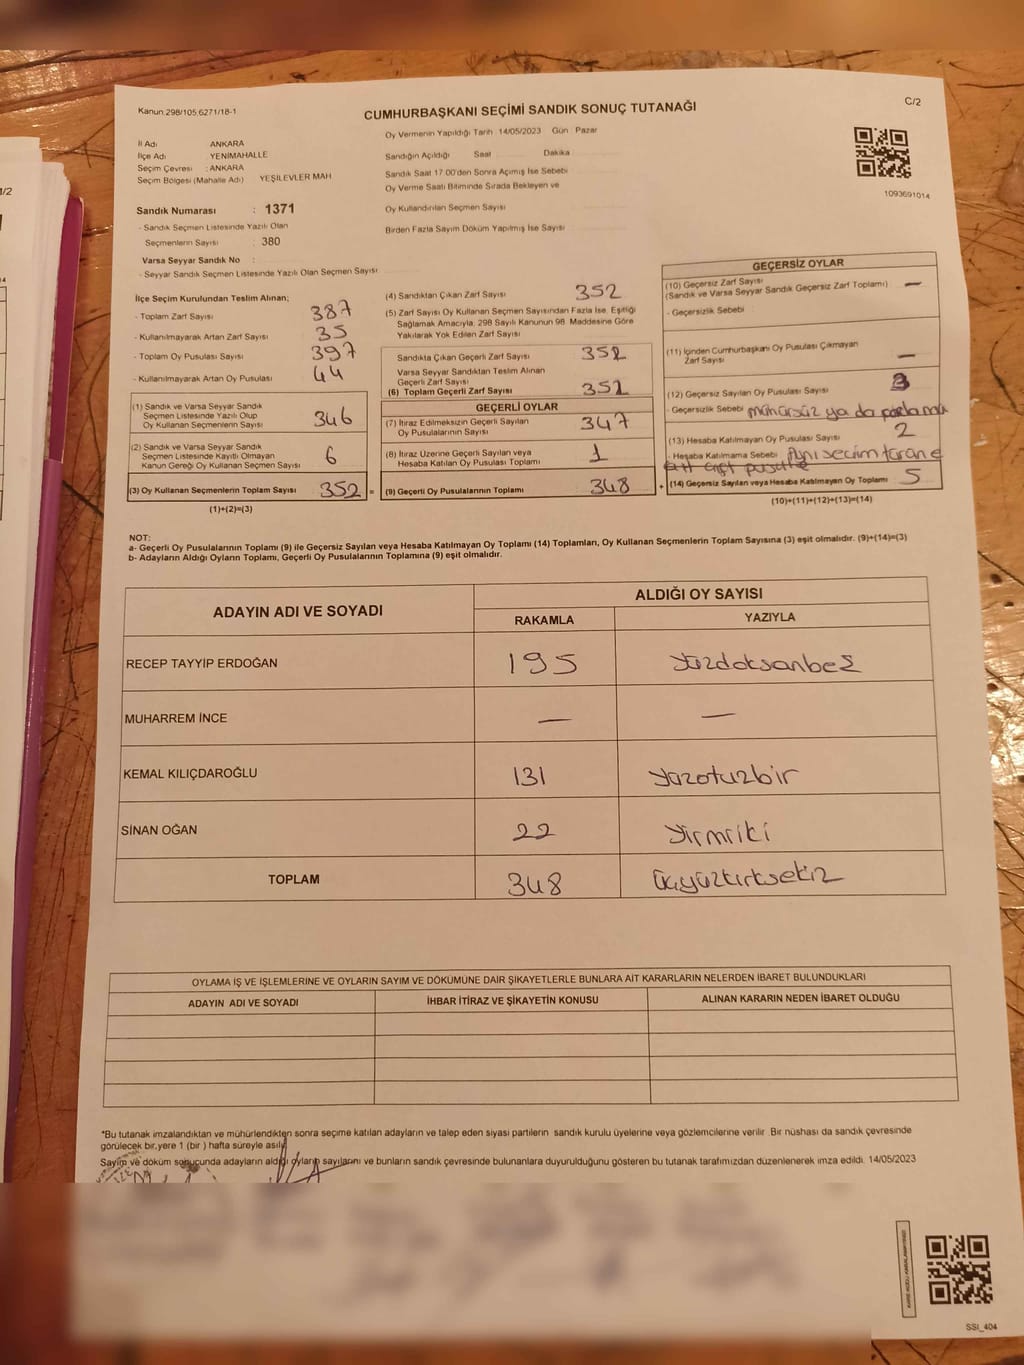 Kanun 298/105,6271/18-1
CUMHURBAŞKANI SEÇİMİ SANDIK SONUÇ TUTANAĞI
C/2
Oy Vermenin Yapıldığı Tarih : 14/05/2023 Gün : Pazar
İl Adı ANKARA
İlçe Adı YENİMAHALLE
Seçim Çevresi : ANKARA
Seçim Bölgesi (Mahalle Adı) YEŞİLEVLER MAH
Sandığın Açıldığı Saat Dakika
Sandık Saat 17.00'den Sonra Açımış İse Sebebi
Oy Verme Saati Bitiminde Sırada Bekleyen ve
Oy Kullandırılan Seçmen Sayısı
Birden Fazla Sayım Döküm Yapılmış İse Sayısı
1093691014
Sandık Numarası : 1371
- Sandık Seçmen Listesinde Yazılı Olan
Seçmenlerin Sayısı : 380
Varsa Seyyar Sandık No :
- Seyyar Sandık Seçmen Listesinde Yazılı Olan Seçmen Sayısı
İlçe Seçim Kurulundan Teslim Alınan;
- Toplam Zarf Sayısı 387
- Kullanılmayarak Artan Zarf Sayısı 35
- Toplam Oy Pusulası Sayısı 397
- Kullanılmayarak Artan Oy Pusulası 44
(1) Sandık ve Varsa Seyyar Sandık
Seçmen Listesinde Yazılı Olup
Oy Kullanan Seçmenlerin Sayısı 346
(2) Sandık ve Varsa Seyyar Sandık
Seçmen Listesinde Kayıtlı Olmayan
Kanun Gereği Oy Kullanan Seçmen Sayısı 6
(3) Oy Kullanan Seçmenlerin Toplam Sayısı 352 =
(1)+(2)=(3)
(4) Sandıktan Çıkan Zarf Sayısı 352
(5) Zarf Sayısı Oy Kullanan Seçmen Sayısından Fazla İse, Eşitliği
Sağlamak Amacıyla, 298 Sayılı Kanunun 98. Maddesine Göre
Yakılarak Yok Edilen Zarf Sayısı
Sandıkta Çıkan Geçerli Zarf Sayısı 352
Varsa Seyyar Sandıktan Teslim Alınan
Geçerli Zarf Sayısı
(6) Toplam Geçerli Zarf Sayısı 352
GEÇERLİ OYLAR
(7) İtiraz Edilmeksizin Geçerli Sayılan
Oy Pusulalarının Sayısı 347
(8) İtiraz Üzerine Geçerli Sayılan veya
Hesaba Katılan Oy Pusulası Toplamı 1
(9) Geçerli Oy Pusulalarının Toplamı 348 +
GEÇERSİZ OYLAR
(10) Geçersiz Zarf Sayısı
(Sandık ve Varsa Seyyar Sandık Geçersiz Zarf Toplamı) —
- Geçersizlik Sebebi
(11) İçinden Cumhurbaşkanı Oy Pusulası Çıkmayan
Zarf Sayısı —
(12) Geçersiz Sayılan Oy Pusulası Sayısı 3
- Geçersizlik Sebebi mühürsüz ya da
(13) Hesaba Katılmayan Oy Pusulası Sayısı 2
- Hesaba Katılmama Sebebi Aynı seçim türüne
ait çift pusula
(14) Geçersiz Sayılan veya Hesaba Katılmayan Oy Toplamı 5
(10)+(11)+(12)+(13)=(14)
NOT:
a- Geçerli Oy Pusulalarının Toplamı (9) ile Geçersiz Sayılan veya Hesaba Katılmayan Oy Toplamı (14) Toplamları, Oy Kullanan Seçmenlerin Toplam Sayısına (3) eşit olmalıdır. (9)+(14)=(3)
b- Adayların Aldığı Oyların Toplamı, Geçerli Oy Pusulalarının Toplamına (9) eşit olmalıdır.
ADAYIN ADI VE SOYADI
ALDIĞI OY SAYISI
RAKAMLA YAZIYLA
RECEP TAYYİP ERDOĞAN 195 yüzdoksanbeş
MUHARREM İNCE — —
KEMAL KILIÇDAROĞLU 131 yüzotuzbir
SİNAN OĞAN 22 yirmiiki
TOPLAM 348 üçyüzkırksekiz
OYLAMA İŞ VE İŞLEMLERİNE VE OYLARIN SAYIM VE DÖKÜMÜNE DAİR ŞİKAYETLERLE BUNLARA AİT KARARLARIN NELERDEN İBARET BULUNDUKLARI
ADAYIN ADI VE SOYADI İHBAR İTİRAZ VE ŞİKAYETİN KONUSU ALINAN KARARIN NEDEN İBARET OLDUĞU
*Bu tutanak imzalandıktan ve mühürlendikten sonra seçime katılan adayların ve talep eden siyasi partilerin sandık kurulu üyelerine veya gözlemcilerine verilir. Bir nüshası da sandık çevresinde
görülecek bir yere 1 (bir ) hafta süreyle asılır.
Sayım ve döküm sonucunda adayların aldığı oyların sayılarını ve bunların sandık çevresinde bulunanlara duyurulduğunu gösteren bu tutanak tarafımızdan düzenlenerek imza edildi. 14/05/2023
SSİ_404